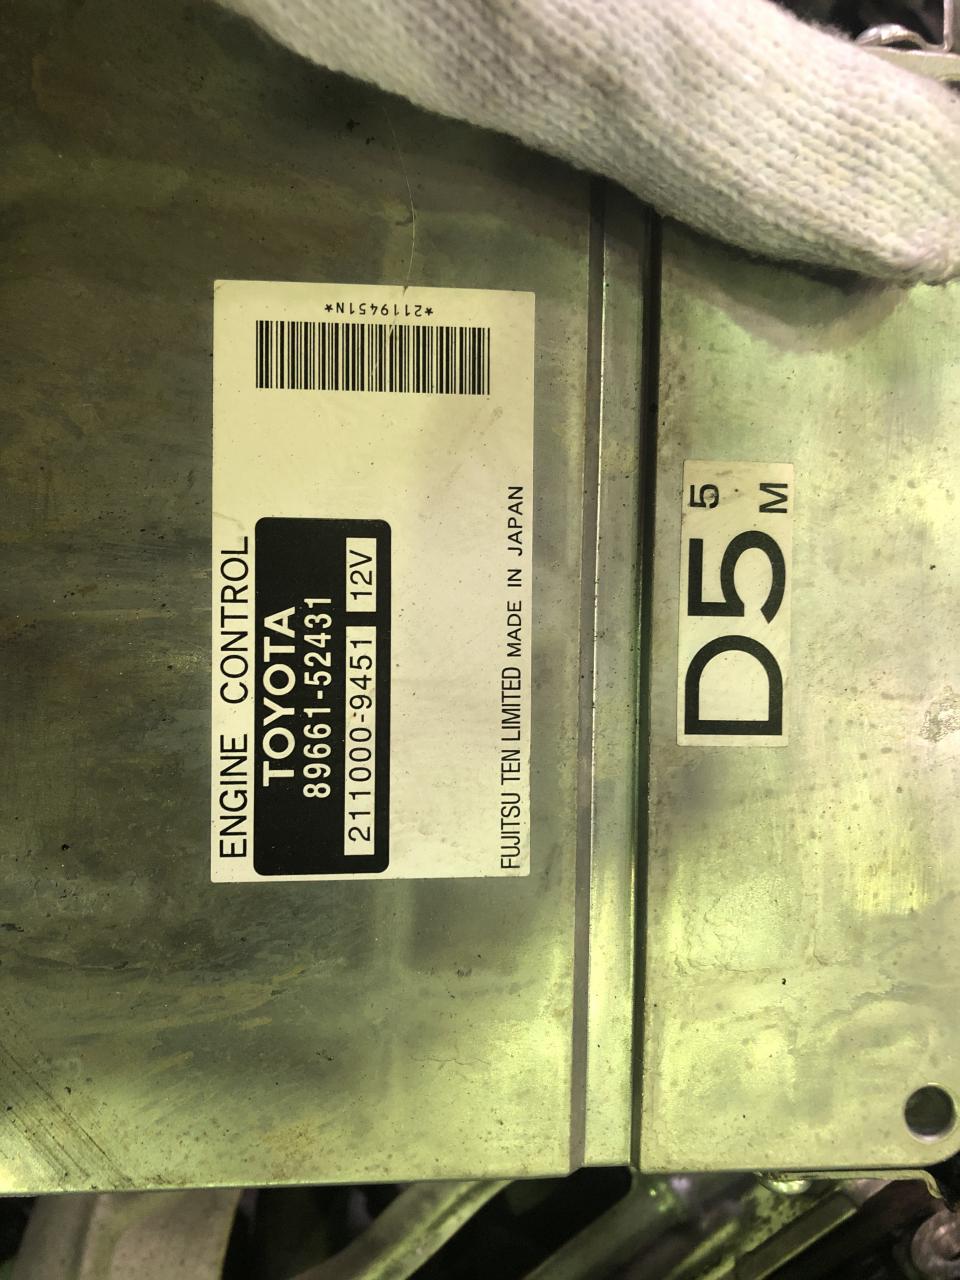 ENGINE CONTROL
TOYOTA
89661-52431
211000-9451 12V
FUJITSU TEN LIMITED MADE IN JAPAN
*2119451N*
D5 5
M